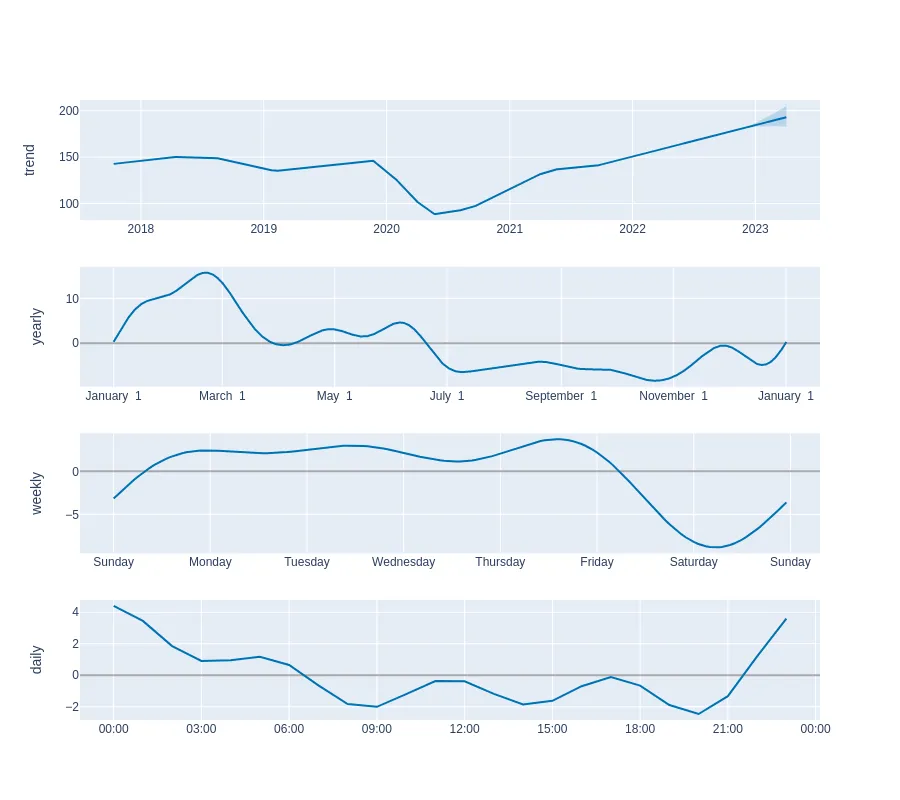 trend
200
150
100
2018 2019 2020 2021 2022 2023
yearly
10
0
January 1 March 1 May 1 July 1 September 1 November 1 January 1
weekly
0
−5
Sunday Monday Tuesday Wednesday Thursday Friday Saturday Sunday
daily
4
2
0
−2
00:00 03:00 06:00 09:00 12:00 15:00 18:00 21:00 00:00